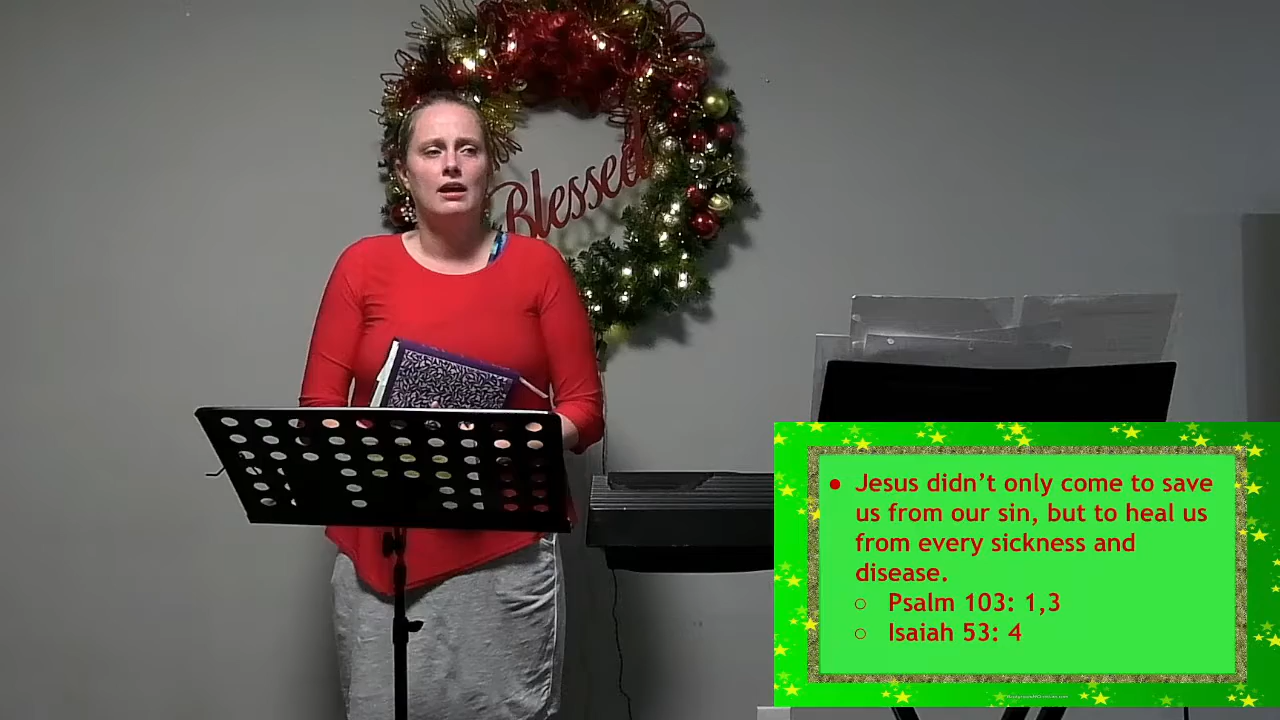 Blessed
● Jesus didn’t only come to save
us from our sin, but to heal us
from every sickness and
disease.
○ Psalm 103: 1,3
○ Isaiah 53: 4